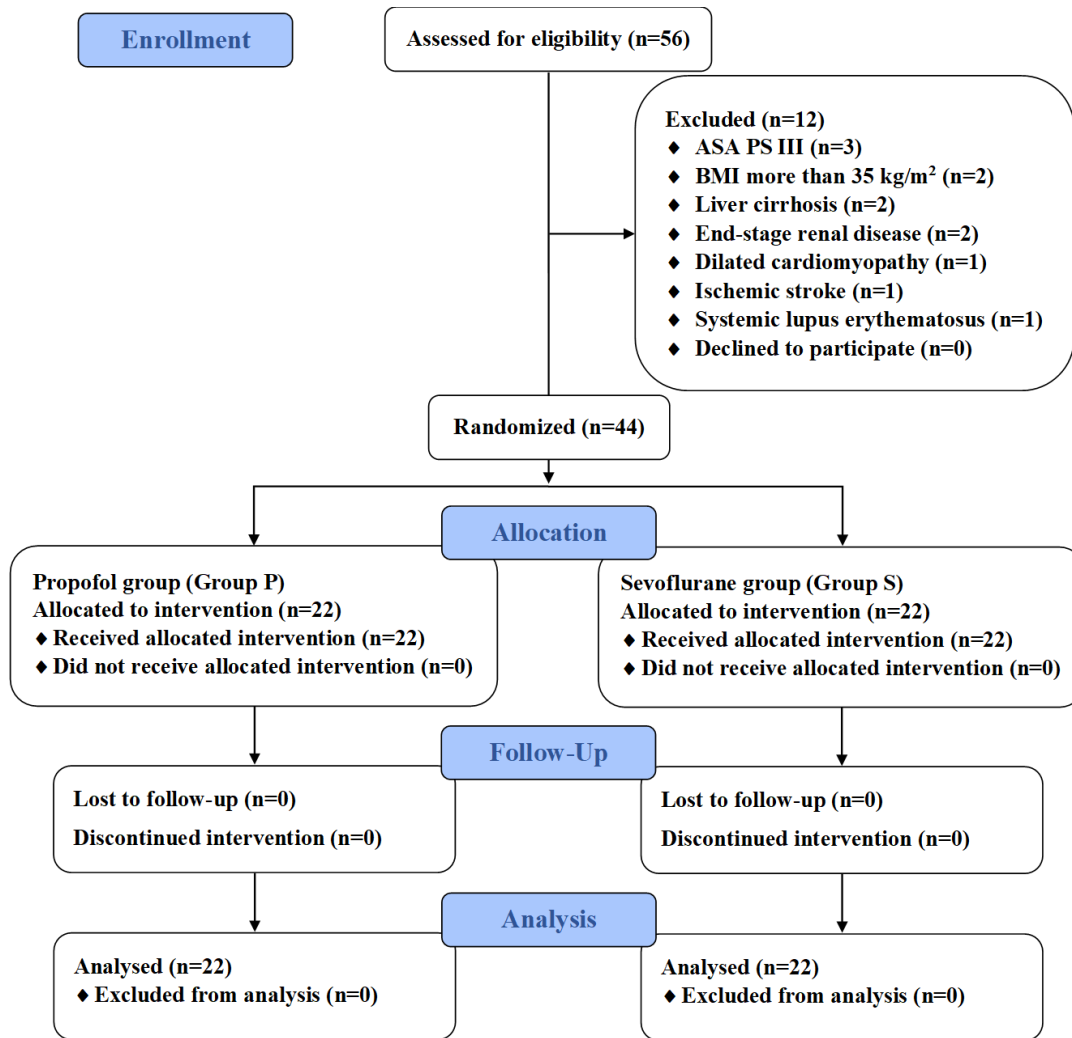 Enrollment
Assessed for eligibility (n=56)
Excluded (n=12)
♦ ASA PS III (n=3)
♦ BMI more than 35 kg/m² (n=2)
♦ Liver cirrhosis (n=2)
♦ End-stage renal disease (n=2)
♦ Dilated cardiomyopathy (n=1)
♦ Ischemic stroke (n=1)
♦ Systemic lupus erythematosus (n=1)
♦ Declined to participate (n=0)
Randomized (n=44)
Allocation
Propofol group (Group P)
Allocated to intervention (n=22)
♦ Received allocated intervention (n=22)
♦ Did not receive allocated intervention (n=0)
Sevoflurane group (Group S)
Allocated to intervention (n=22)
♦ Received allocated intervention (n=22)
♦ Did not receive allocated intervention (n=0)
Follow-Up
Lost to follow-up (n=0)
Discontinued intervention (n=0)
Lost to follow-up (n=0)
Discontinued intervention (n=0)
Analysis
Analysed (n=22)
♦ Excluded from analysis (n=0)
Analysed (n=22)
♦ Excluded from analysis (n=0)